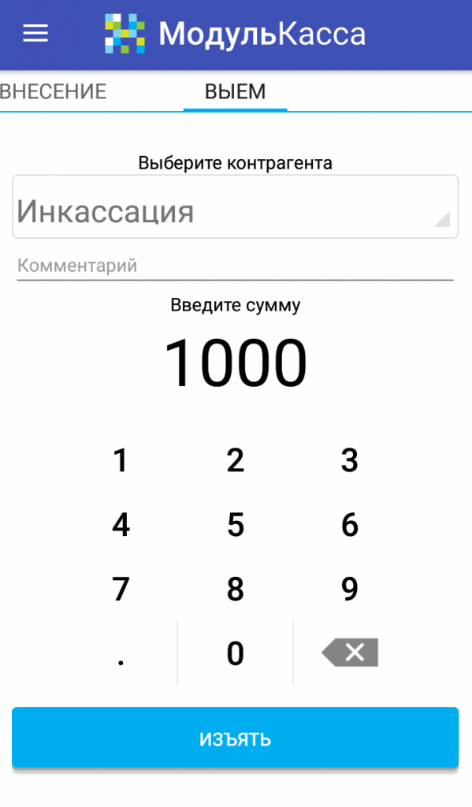 МодульКасса
ВНЕСЕНИЕ ВЫЕМ
Выберите контрагента
Инкассация
Комментарий
Введите сумму
1000
1 2 3
4 5 6
7 8 9
. 0
ИЗЪЯТЬ